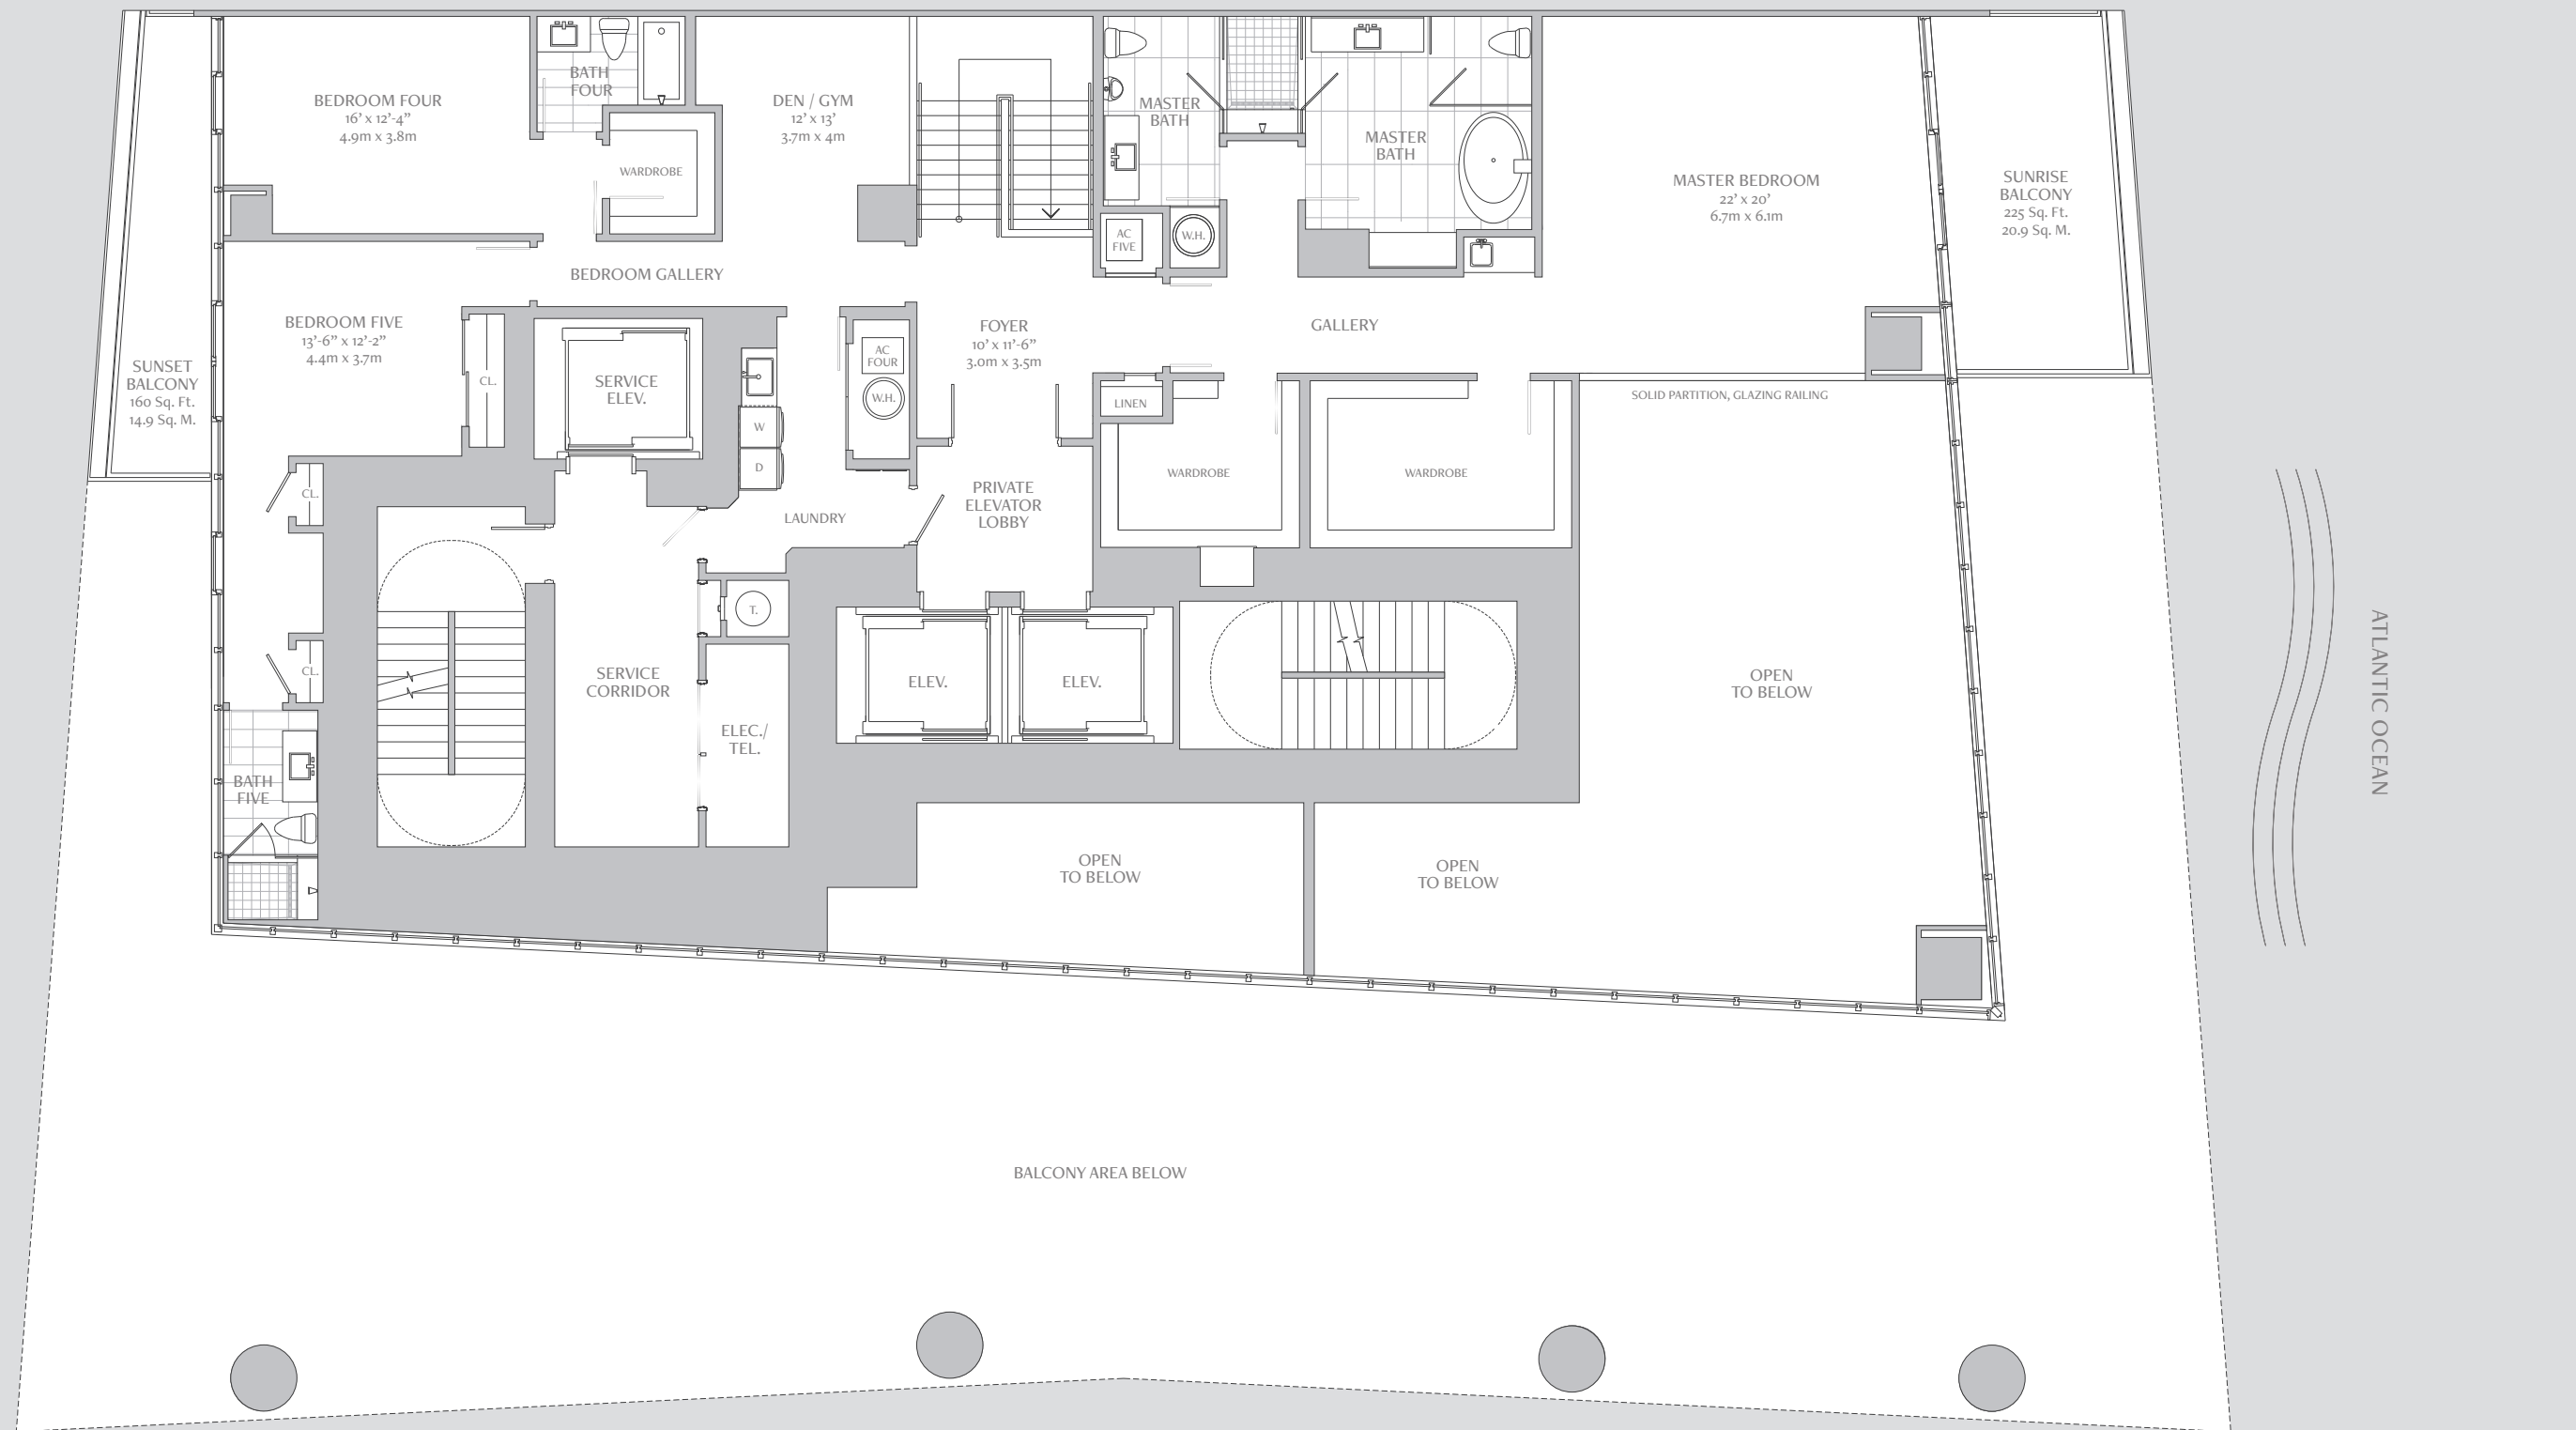 BEDROOM FOUR
16’ x 12’-4”
4.9m x 3.8m
BATH
FOUR
WARDROBE
DEN / GYM
12’ x 13’
3.7m x 4m
MASTER
BATH
MASTER
BATH
AC
FIVE
W.H.
MASTER BEDROOM
22’ x 20’
6.7m x 6.1m
SUNRISE
BALCONY
225 Sq. Ft.
20.9 Sq. M.
BEDROOM GALLERY
SUNSET
BALCONY
160 Sq. Ft.
14.9 Sq. M.
BEDROOM FIVE
13’-6” x 12’-2”
4.4m x 3.7m
CL.
SERVICE
ELEV.
W
D
AC
FOUR
W.H.
FOYER
10’ x 11’-6”
3.0m x 3.5m
GALLERY
LINEN
SOLID PARTITION, GLAZING RAILING
WARDROBE
WARDROBE
CL.
LAUNDRY
PRIVATE
ELEVATOR
LOBBY
T.
CL.
SERVICE
CORRIDOR
ELEC./
TEL.
ELEV.
ELEV.
OPEN
TO BELOW
ATLANTIC OCEAN
BATH
FIVE
OPEN
TO BELOW
OPEN
TO BELOW
BALCONY AREA BELOW